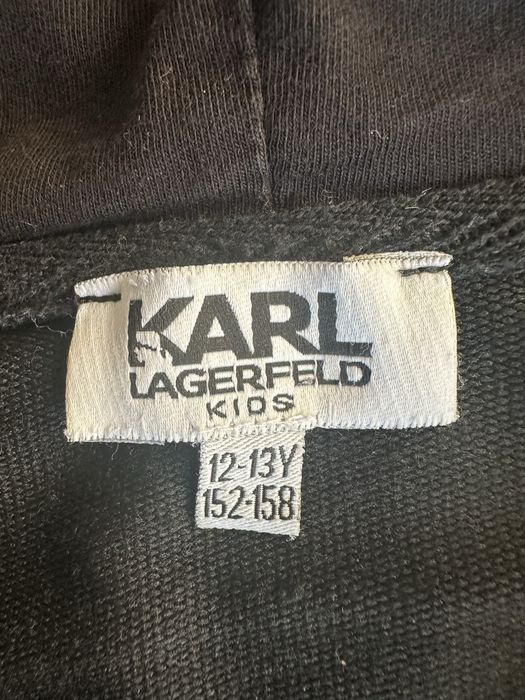 KARL
LAGERFELD
KIDS
12-13Y
152-158